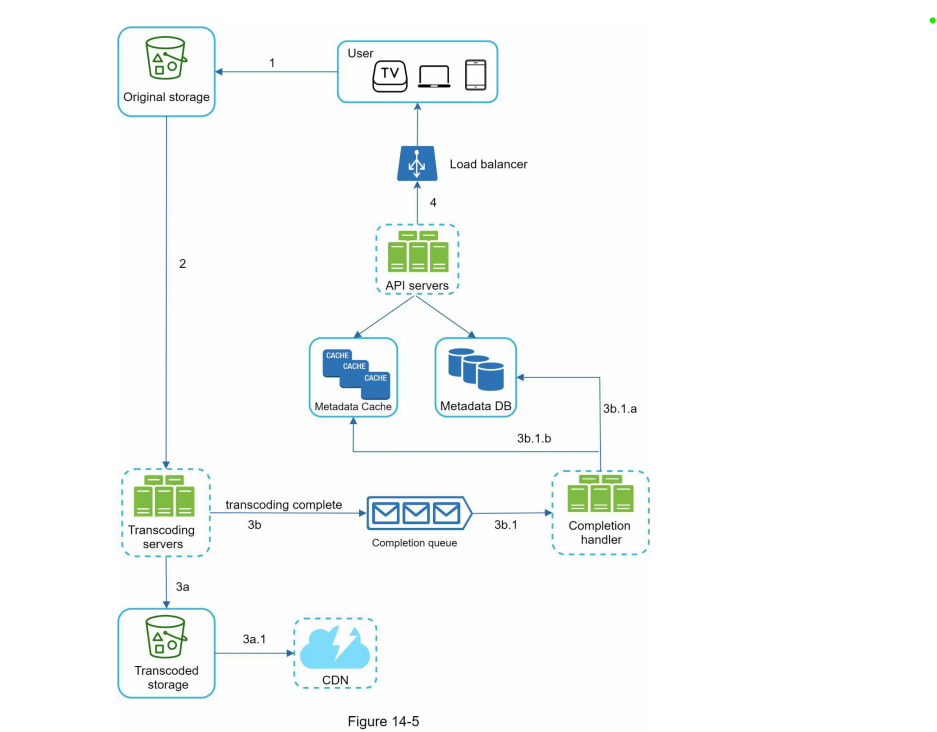 User
TV
1
Original storage
Load balancer
4
2
API servers
CACHE
CACHE
CACHE
Metadata Cache
Metadata DB
3b.1.a
3b.1.b
transcoding complete
3b
3b.1
Transcoding
servers
Completion queue
Completion
handler
3a
3a.1
Transcoded
storage
CDN
Figure 14-5